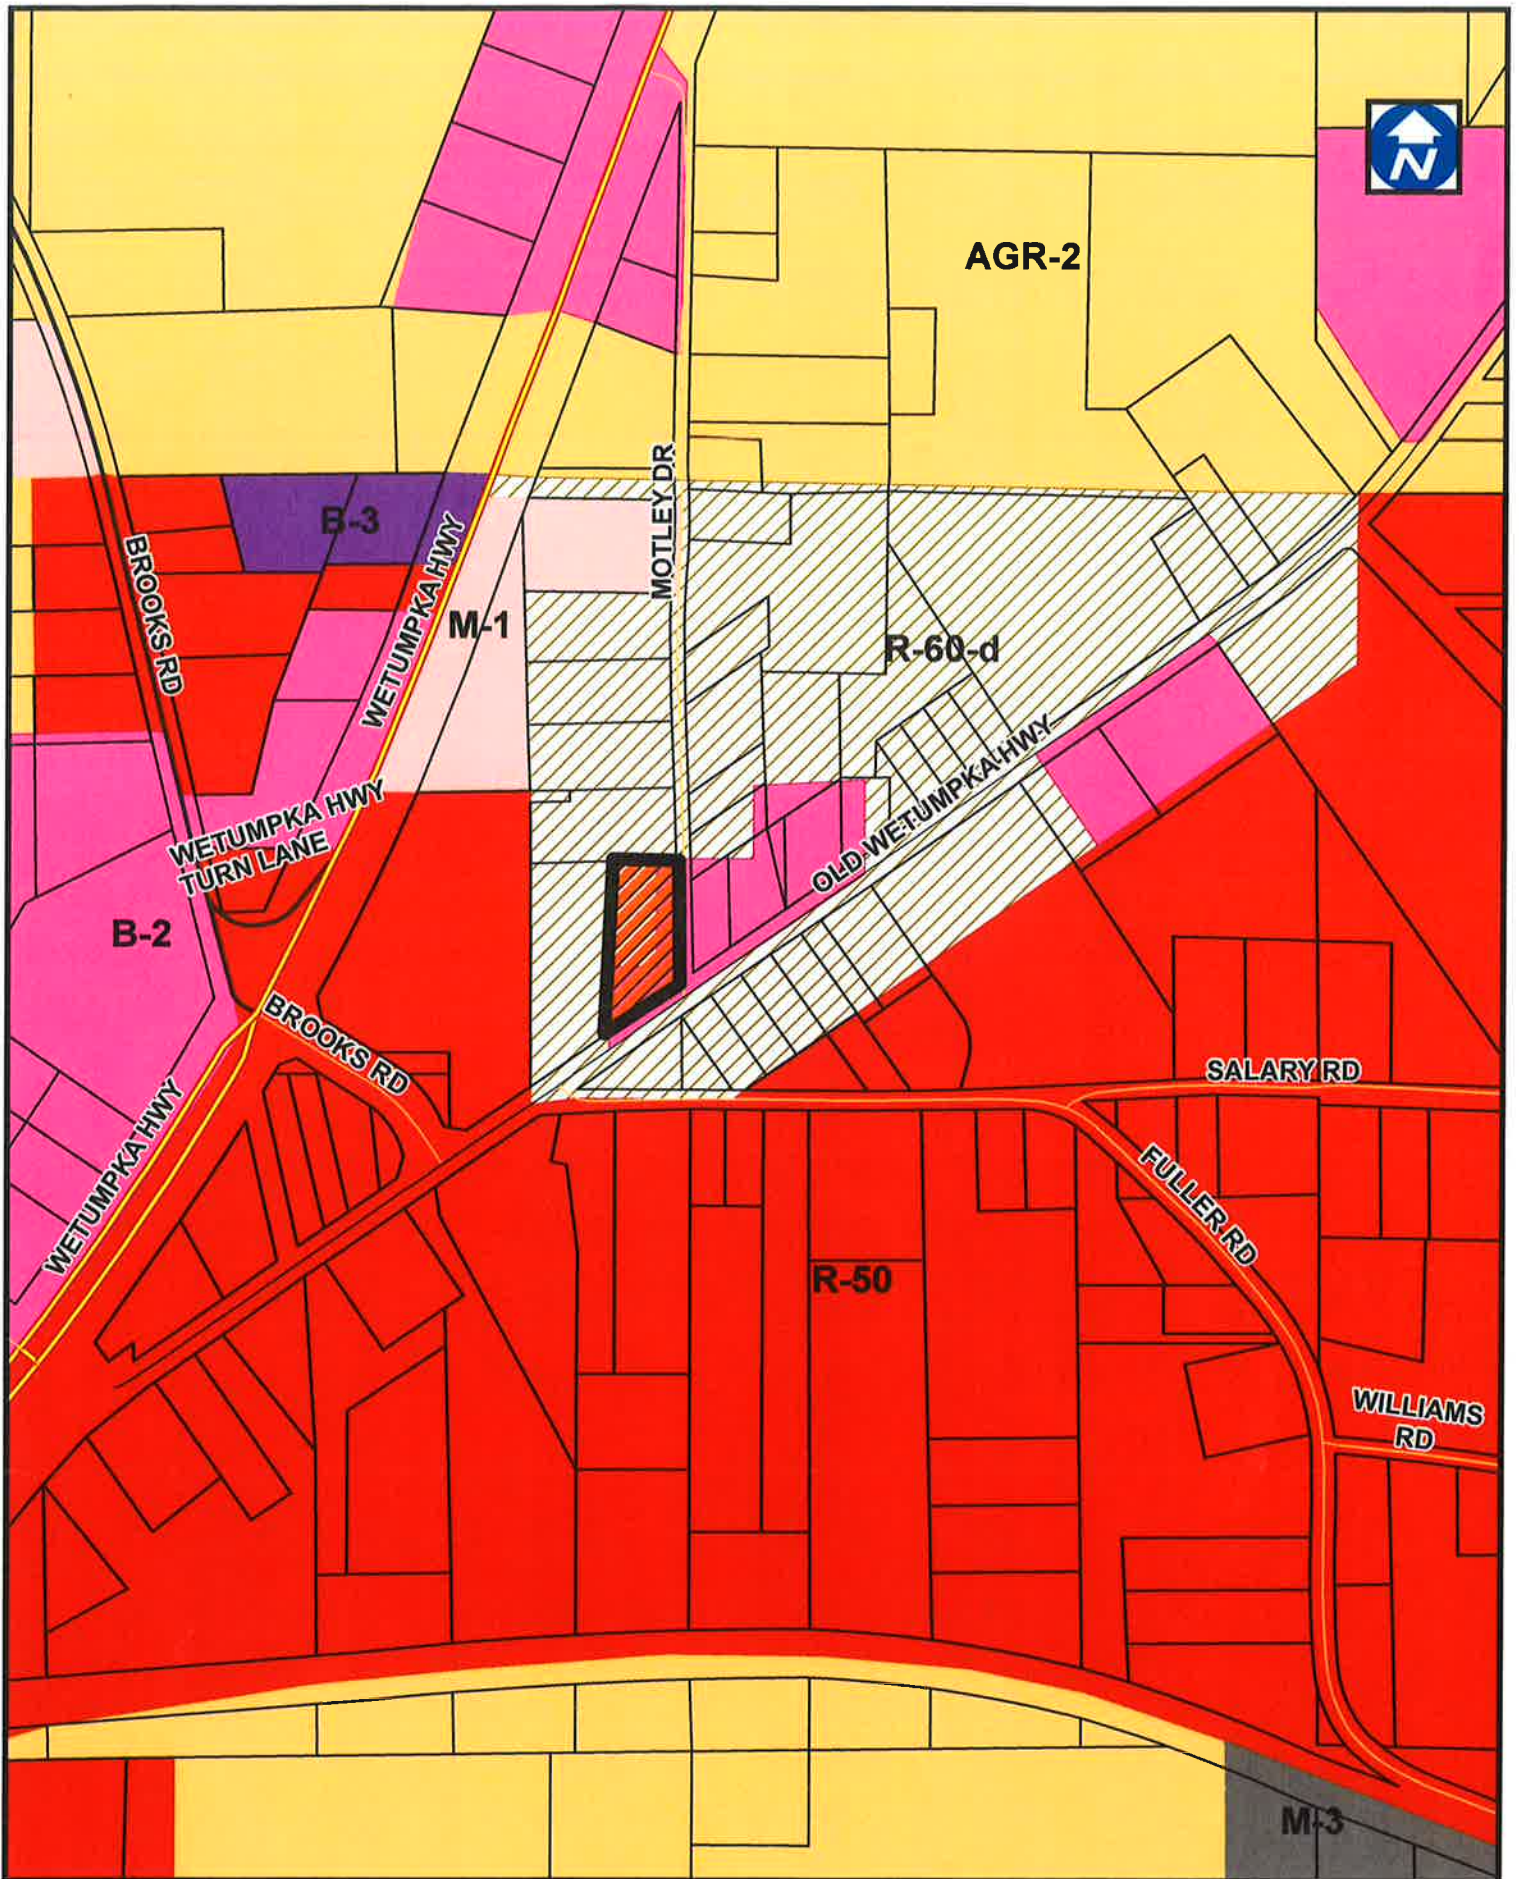 N
AGR-2
MOTLEY DR
B-3
BROOKS RD
WETUMPKA HWY
M-1
R-60-d
WETUMPKA HWY
TURN LANE
OLD WETUMPKA HWY
B-2
BROOKS RD
SALARY RD
WETUMPKA HWY
FULLER RD
R-50
WILLIAMS
RD
M-3